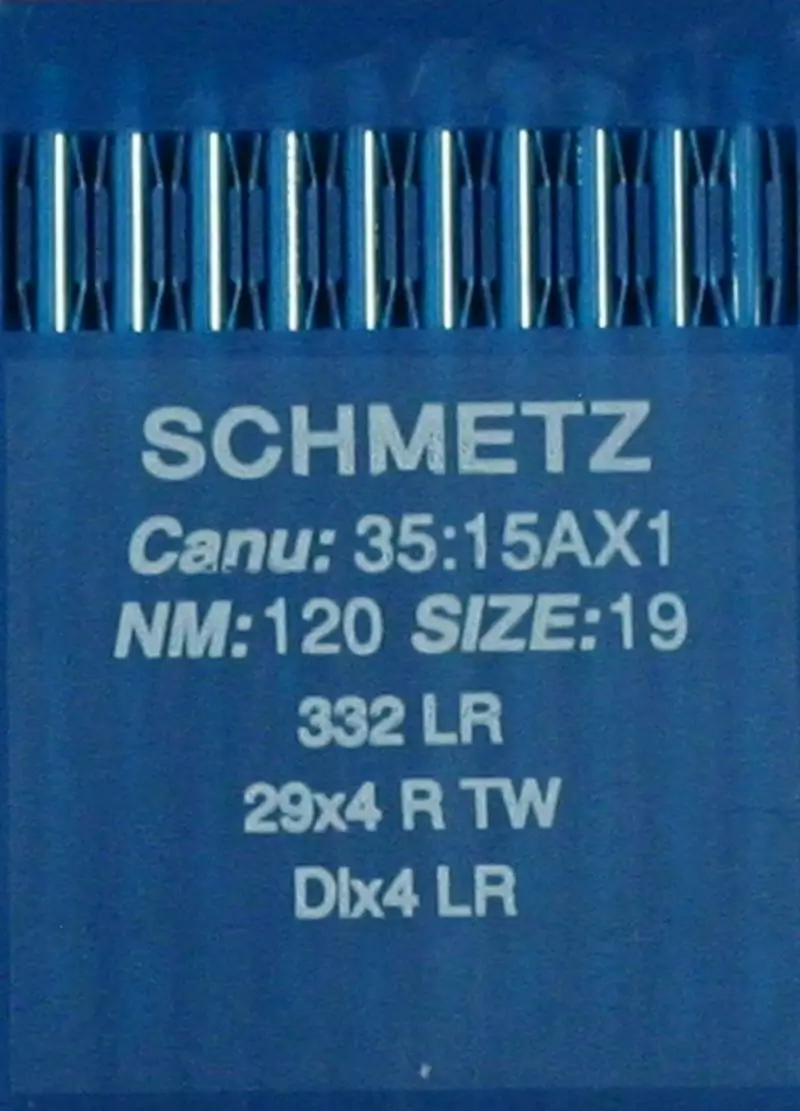 SCHMETZ
Canu: 35:15AX1
NM:120 SIZE:19
332 LR
29x4 R TW
DIx4 LR